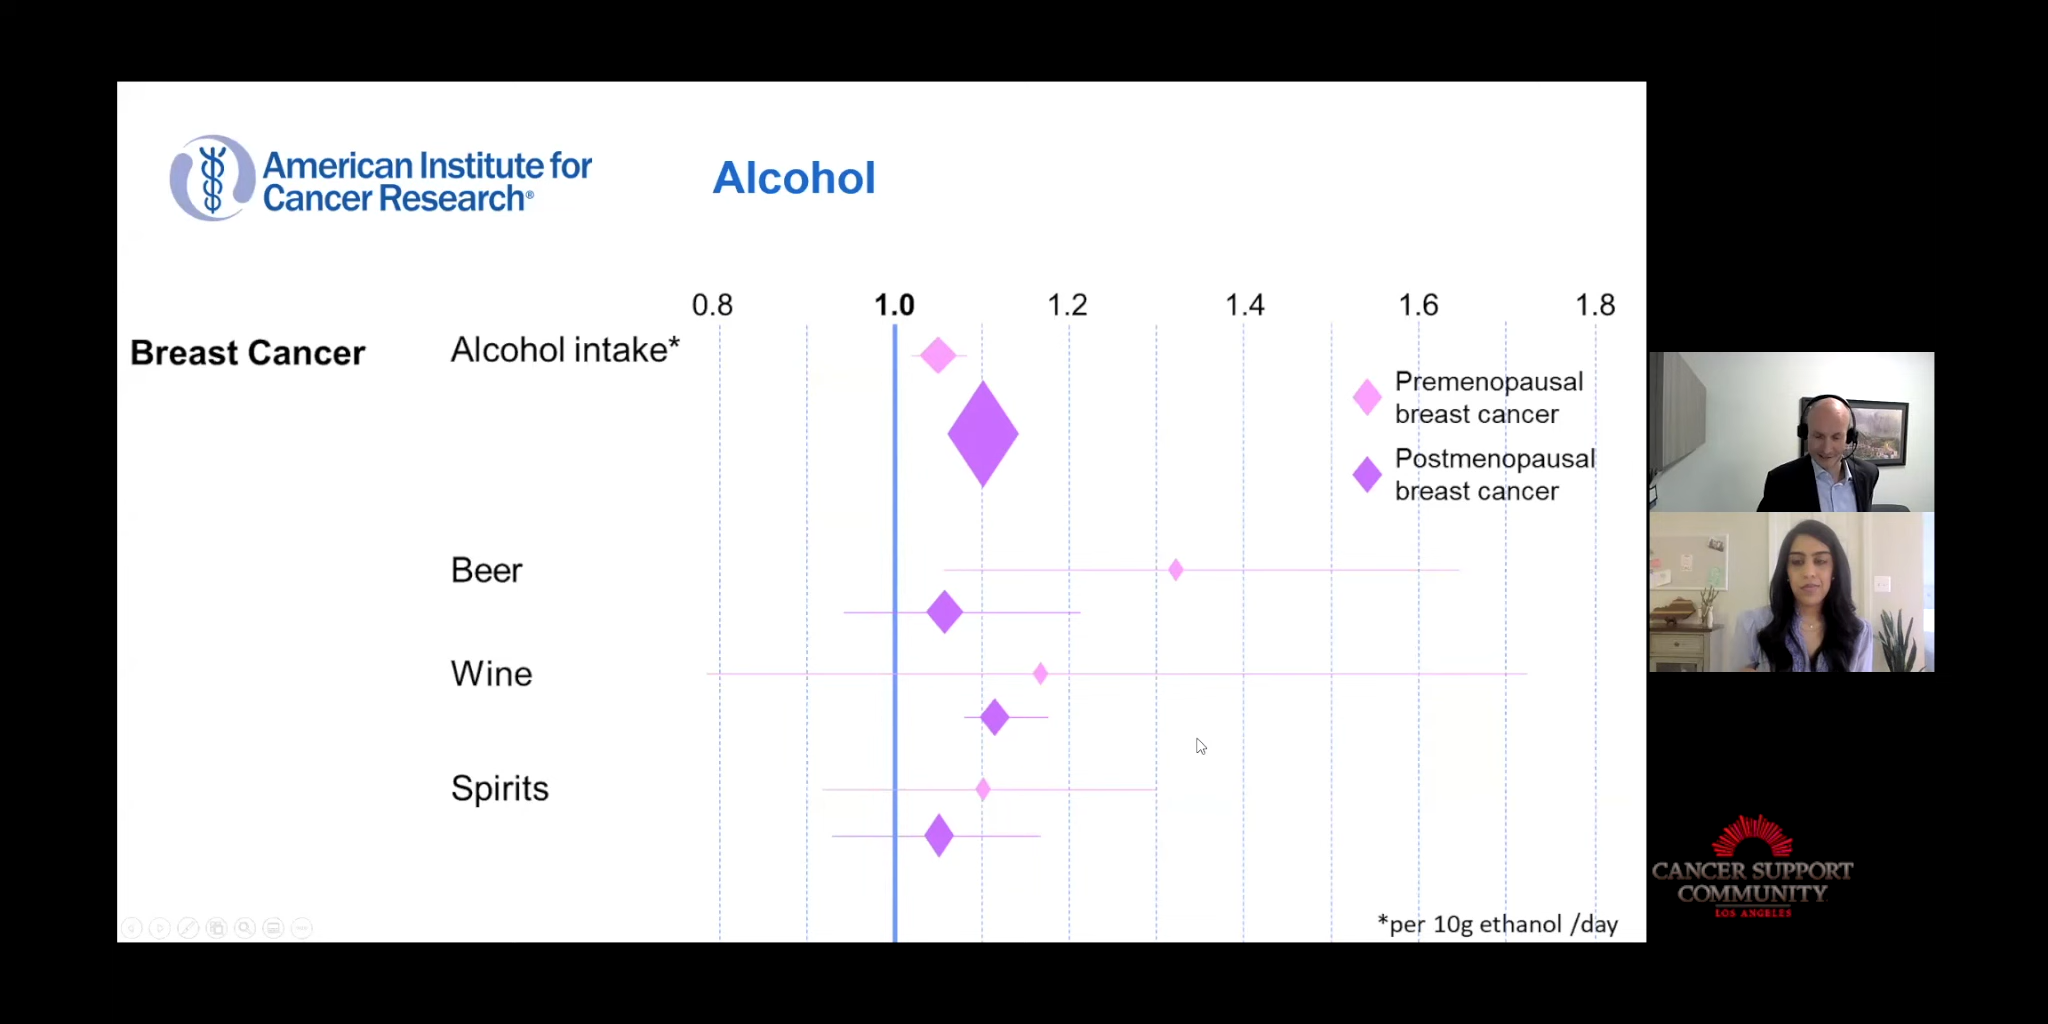 American Institute for
Cancer Research®
Alcohol
0.8 1.0 1.2 1.4 1.6 1.8
Breast Cancer
Alcohol intake*
Premenopausal
breast cancer
Postmenopausal
breast cancer
Beer
Wine
Spirits
*per 10g ethanol /day
CANCER SUPPORT
COMMUNITY
LOS ANGELES